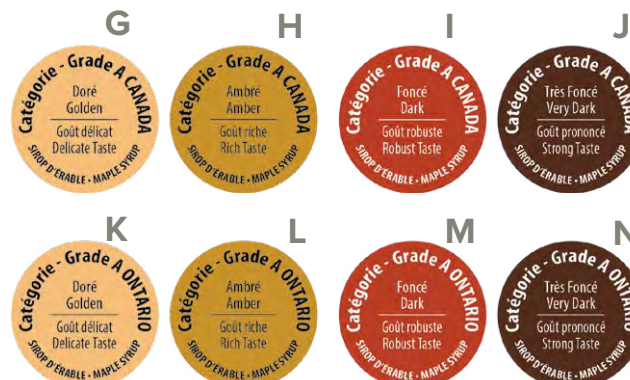 G H I J
Catégorie - Grade A CANADA
Doré
Golden
Goût délicat
Delicate Taste
SIROP D'ÉRABLE • MAPLE SYRUP
Catégorie - Grade A CANADA
Ambré
Amber
Goût riche
Rich Taste
SIROP D'ÉRABLE • MAPLE SYRUP
Catégorie - Grade A CANADA
Foncé
Dark
Goût robuste
Robust Taste
SIROP D'ÉRABLE • MAPLE SYRUP
Catégorie - Grade A CANADA
Très Foncé
Very Dark
Goût prononcé
Strong Taste
SIROP D'ÉRABLE • MAPLE SYRUP
K L M N
Catégorie - Grade A ONTARIO
Doré
Golden
Goût délicat
Delicate Taste
SIROP D'ÉRABLE • MAPLE SYRUP
Catégorie - Grade A ONTARIO
Ambré
Amber
Goût riche
Rich Taste
SIROP D'ÉRABLE • MAPLE SYRUP
Catégorie - Grade A ONTARIO
Foncé
Dark
Goût robuste
Robust Taste
SIROP D'ÉRABLE • MAPLE SYRUP
Catégorie - Grade A ONTARIO
Très Foncé
Very Dark
Goût prononcé
Strong Taste
SIROP D'ÉRABLE • MAPLE SYRUP